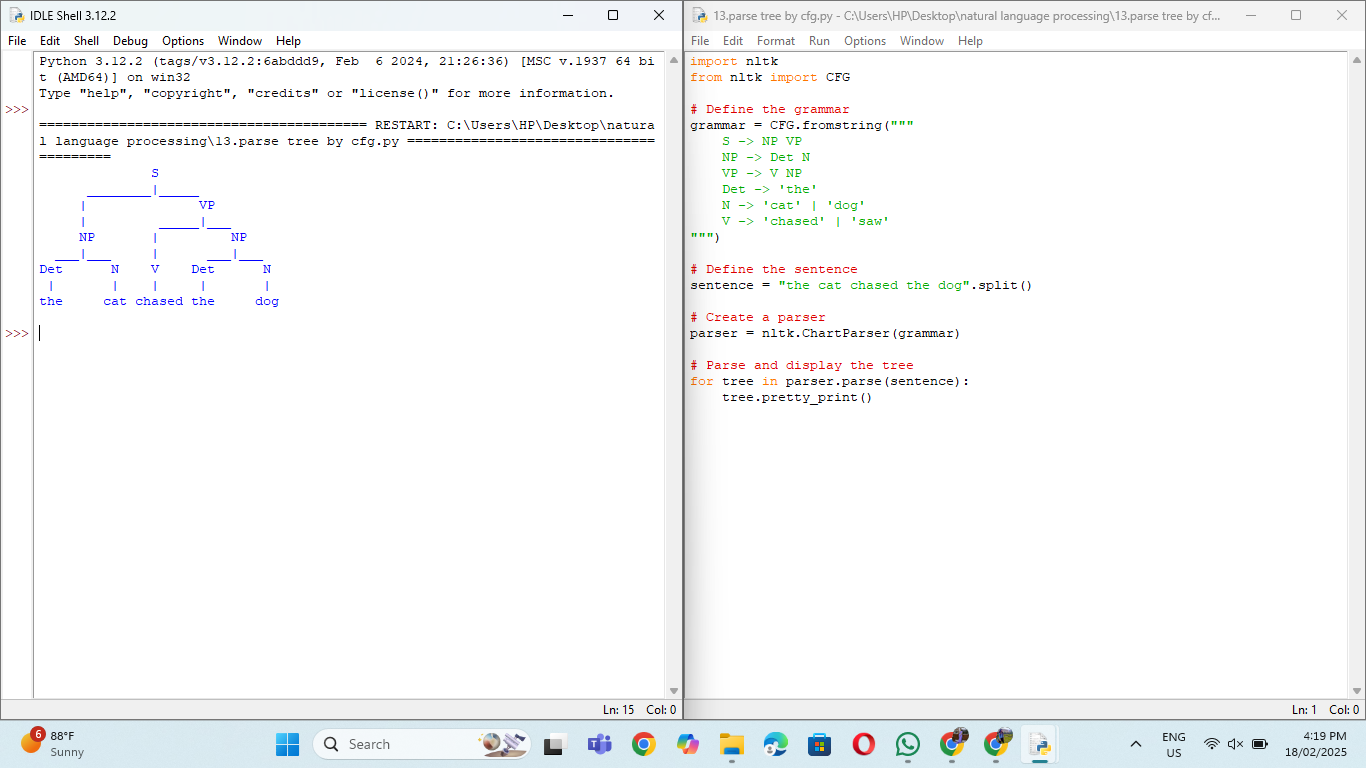 IDLE Shell 3.12.2
File Edit Shell Debug Options Window Help
Python 3.12.2 (tags/v3.12.2:6abddd9, Feb  6 2024, 21:26:36) [MSC v.1937 64 bi
t (AMD64)] on win32
Type "help", "copyright", "credits" or "license()" for more information.
>>>
========================================= RESTART: C:\Users\HP\Desktop\natura
l language processing\13.parse tree by cfg.py ===============================
=========
              S
      ________|_____
     |              VP
     |         _____|___
     NP       |         NP
  ___|___     |      ___|___
Det      N    V    Det      N
 |       |    |     |       |
the     cat chased the     dog
>>>
Ln: 15 Col: 0
13.parse tree by cfg.py - C:\Users\HP\Desktop\natural language processing\13.parse tree by cf...
File Edit Format Run Options Window Help
import nltk
from nltk import CFG
# Define the grammar
grammar = CFG.fromstring("""
    S -> NP VP
    NP -> Det N
    VP -> V NP
    Det -> 'the'
    N -> 'cat' | 'dog'
    V -> 'chased' | 'saw'
""")
# Define the sentence
sentence = "the cat chased the dog".split()
# Create a parser
parser = nltk.ChartParser(grammar)
# Parse and display the tree
for tree in parser.parse(sentence):
    tree.pretty_print()
Ln: 1 Col: 0
6
88°F
Sunny
Search
ENG
US
4:19 PM
18/02/2025